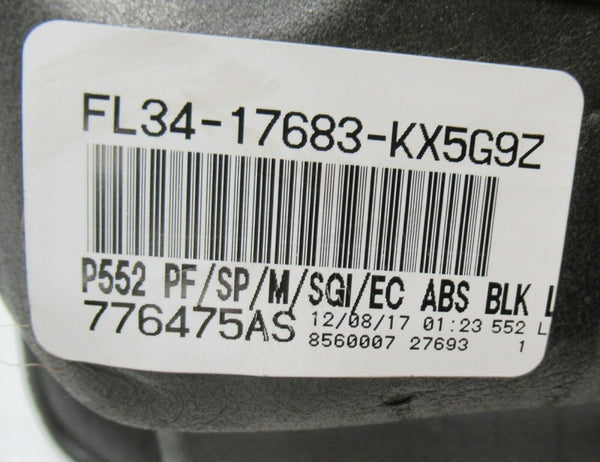 FL34-17683-KX5G9Z
P552 PF/SP/M/SGI/EC ABS BLK L
776475AS 12/08/17 01:23 552 L
8560007 27693 1